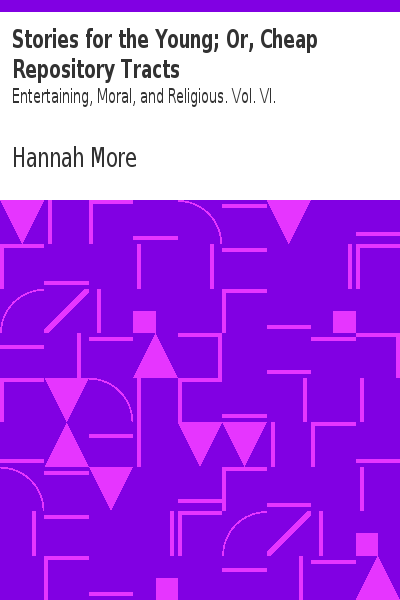 Stories for the Young; Or, Cheap
Repository Tracts
Entertaining, Moral, and Religious. Vol. VI.
Hannah More